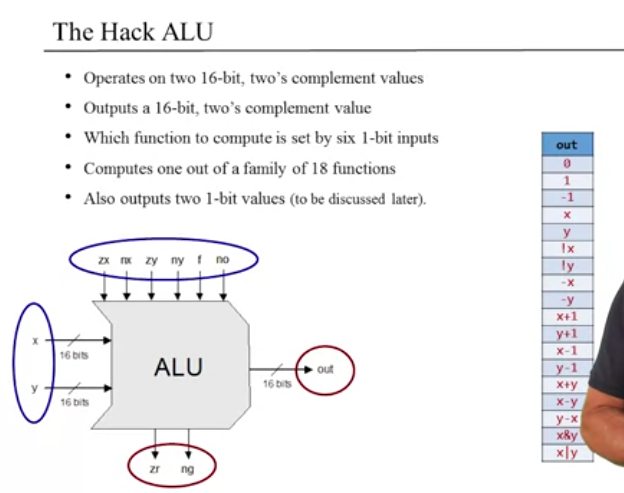 The Hack ALU
• Operates on two 16-bit, two's complement values
• Outputs a 16-bit, two's complement value
• Which function to compute is set by six 1-bit inputs
• Computes one out of a family of 18 functions
• Also outputs two 1-bit values (to be discussed later).
zx nx zy ny f no
x
16 bits
y
16 bits
ALU
16 bits
out
zr ng
out
0
1
-1
x
y
!x
!y
-x
-y
x+1
y+1
x-1
y-1
x+y
x-y
y-x
x&y
x|y